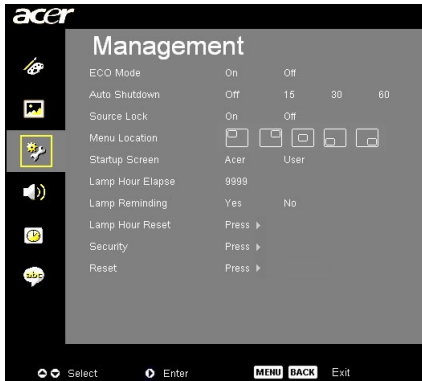 acer
Management
ECO Mode On Off
Auto Shutdown Off 15 30 60
Source Lock On Off
Menu Location
Startup Screen Acer User
Lamp Hour Elapse 9999
Lamp Reminding Yes No
Lamp Hour Reset Press
Security Press
Reset Press
abc
Select Enter MENU BACK Exit